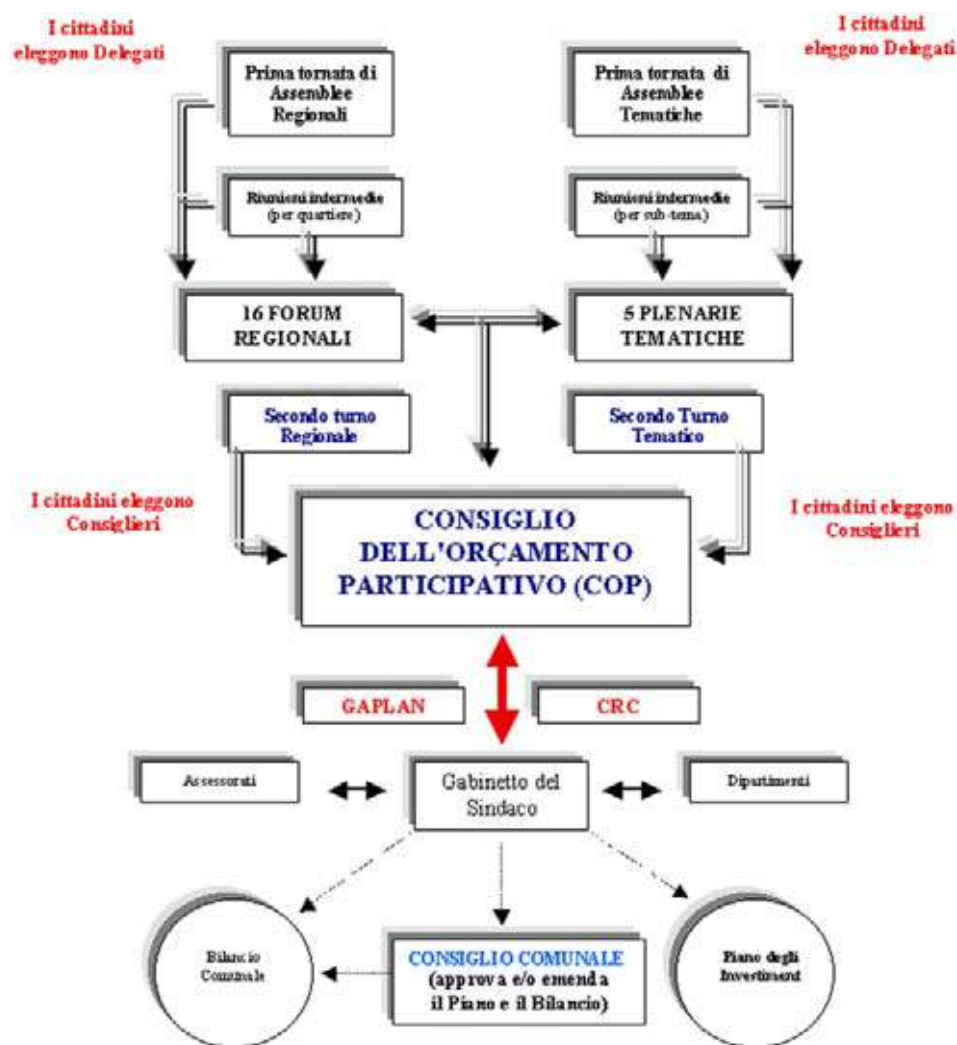 I cittadini
eleggono Delegati
I cittadini
eleggono Delegati
Prima tornata di
Assemblee
Regionali
Prima tornata di
Assemblee
Tematiche
Riunioni intermedie
(per quartiere)
Riunioni intermedie
(per sub-tema)
16 FORUM
REGIONALI
5 PLENARIE
TEMATICHE
Secondo turno
Regionale
Secondo Turno
Tematico
I cittadini eleggono
Consiglieri
I cittadini eleggono
Consiglieri
CONSIGLIO
DELL'ORÇAMENTO
PARTICIPATIVO (COP)
GAPLAN
CRC
Assessorati
Gabinetto del
Sindaco
Dipartimenti
Bilancio
Comunale
CONSIGLIO COMUNALE
(approva e/o emenda
il Piano e il Bilancio)
Piano degli
Investiment